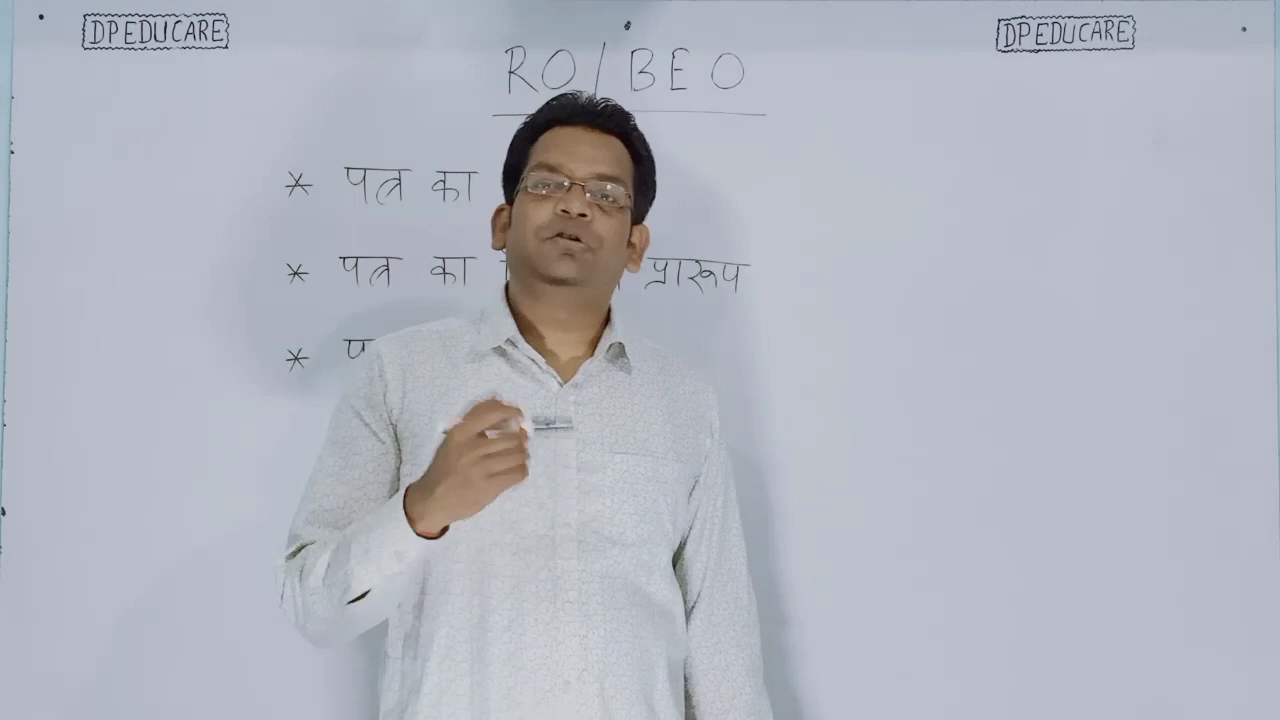 DP EDUCARE
DP EDUCARE
RO/BEO
* पत्र का
* पत्र का प्रारूप
*